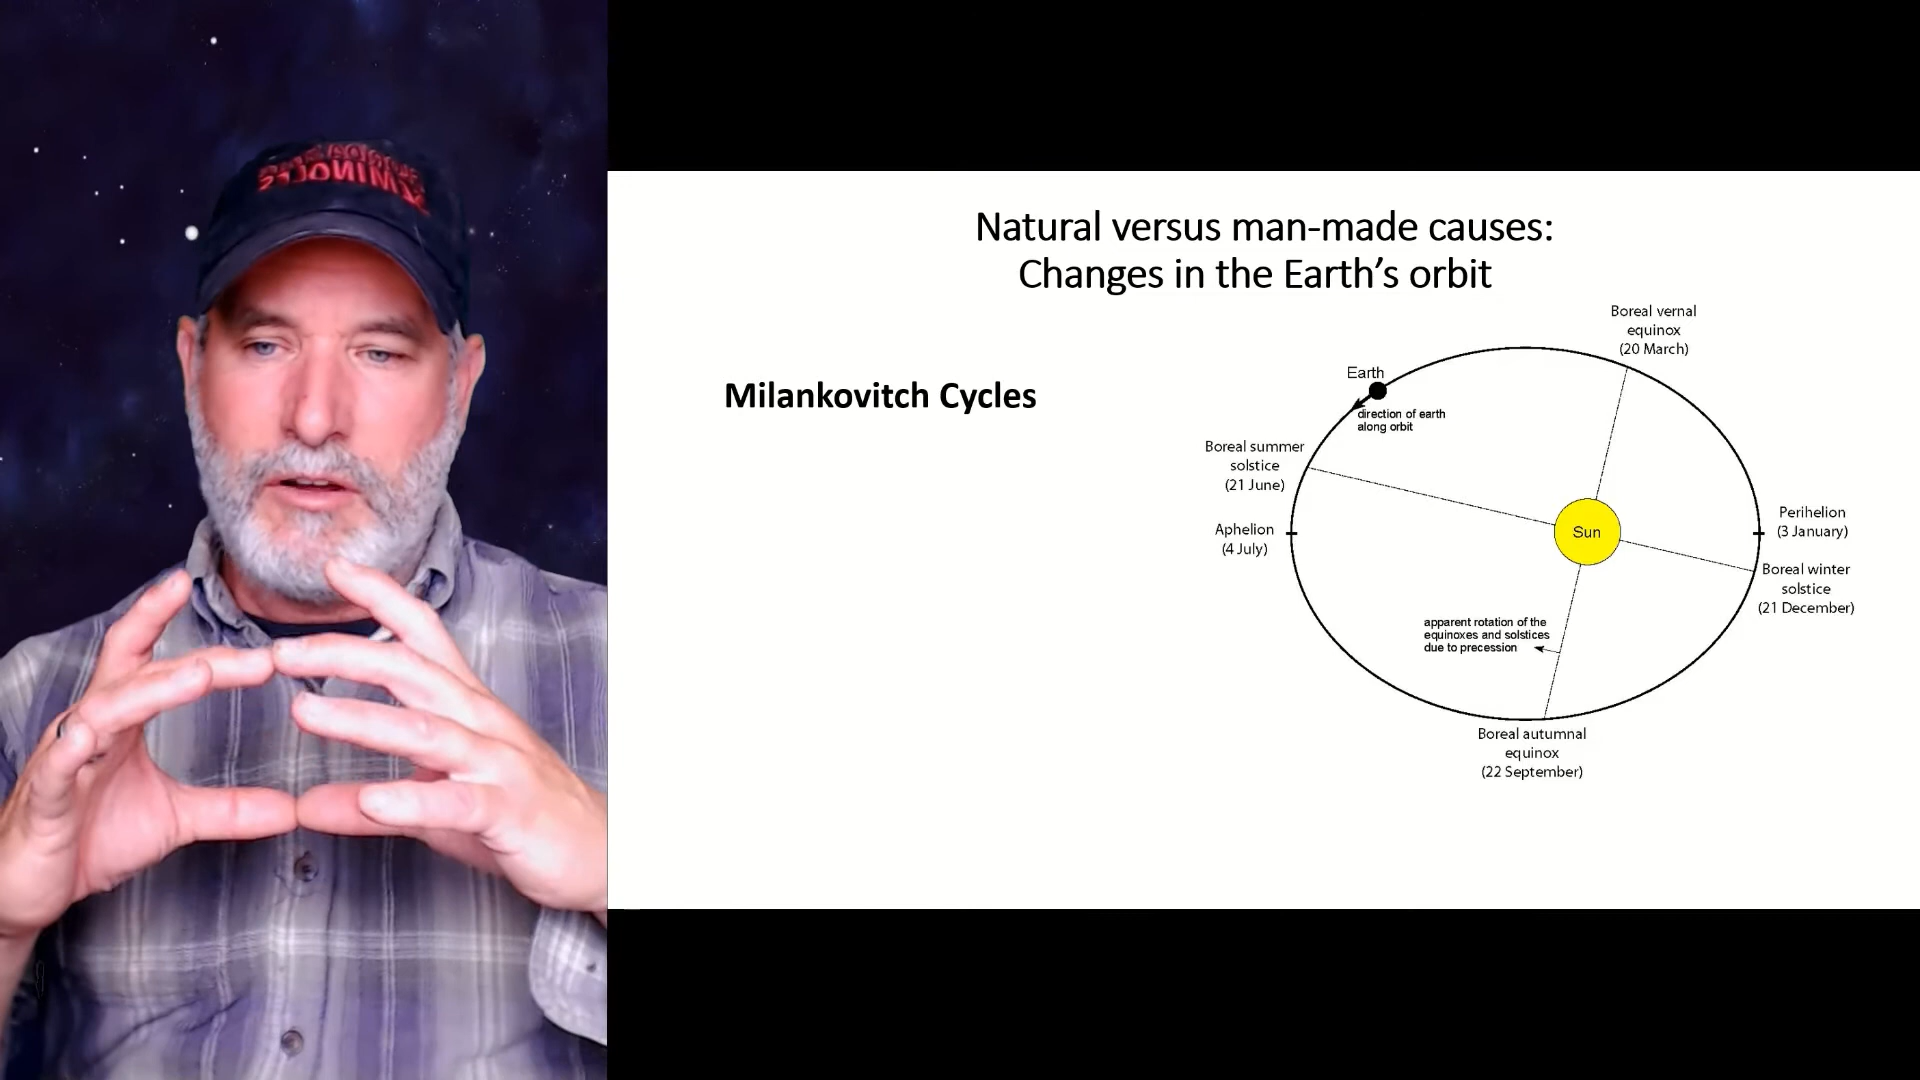 Natural versus man-made causes:
Changes in the Earth’s orbit
Milankovitch Cycles
Boreal vernal
equinox
(20 March)
Earth
direction of earth
along orbit
Boreal summer
solstice
(21 June)
Aphelion
(4 July)
Sun
Perihelion
(3 January)
Boreal winter
solstice
(21 December)
apparent rotation of the
equinoxes and solstices
due to precession
Boreal autumnal
equinox
(22 September)